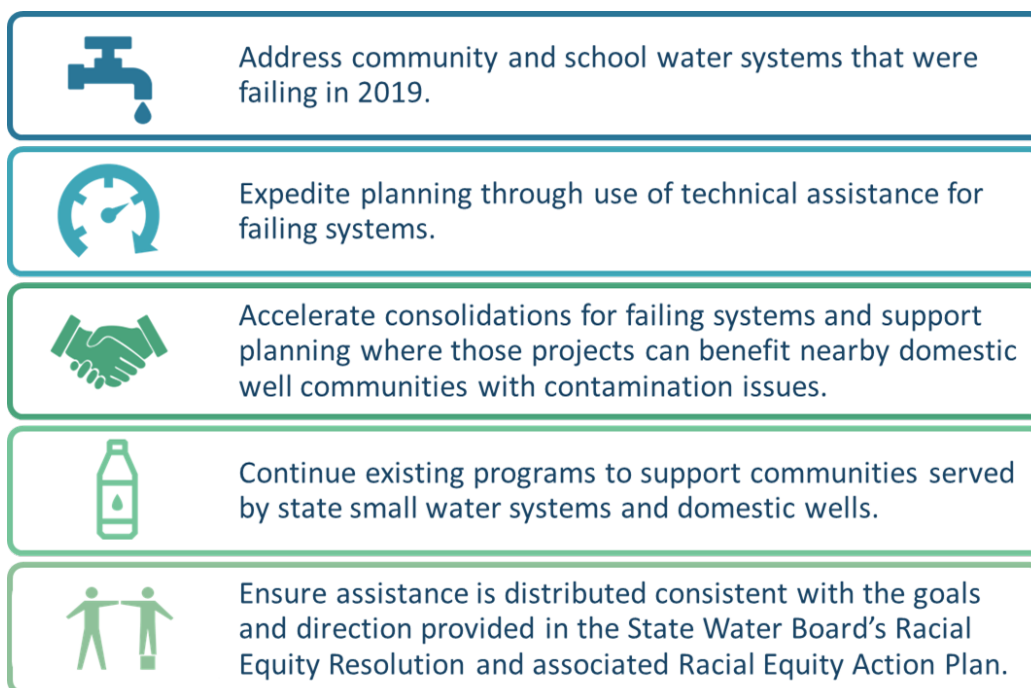 Address community and school water systems that were
failing in 2019.
Expedite planning through use of technical assistance for
failing systems.
Accelerate consolidations for failing systems and support
planning where those projects can benefit nearby domestic
well communities with contamination issues.
Continue existing programs to support communities served
by state small water systems and domestic wells.
Ensure assistance is distributed consistent with the goals
and direction provided in the State Water Board’s Racial
Equity Resolution and associated Racial Equity Action Plan.